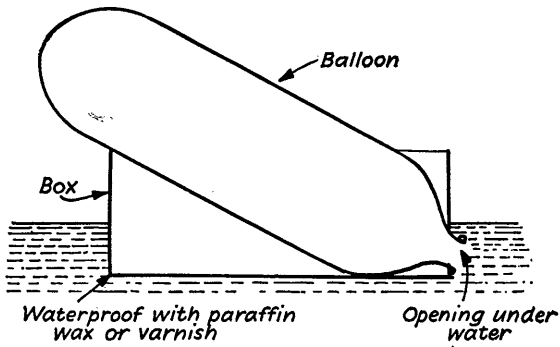 Balloon
Box
Waterproof with paraffin
wax or varnish
Opening under
water